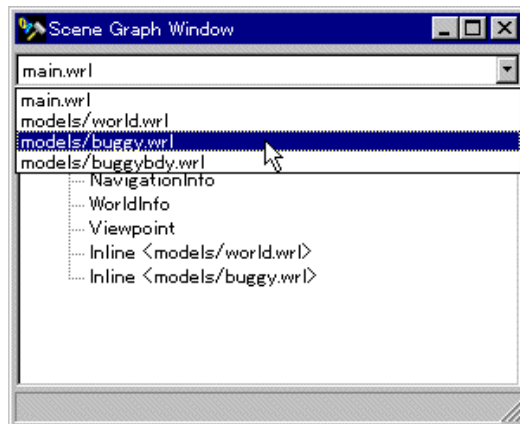 Scene Graph Window
main.wrl
main.wrl
models/world.wrl
models/buggy.wrl
models/buggybdy.wrl
NavigationInfo
WorldInfo
Viewpoint
Inline <models/world.wrl>
Inline <models/buggy.wrl>